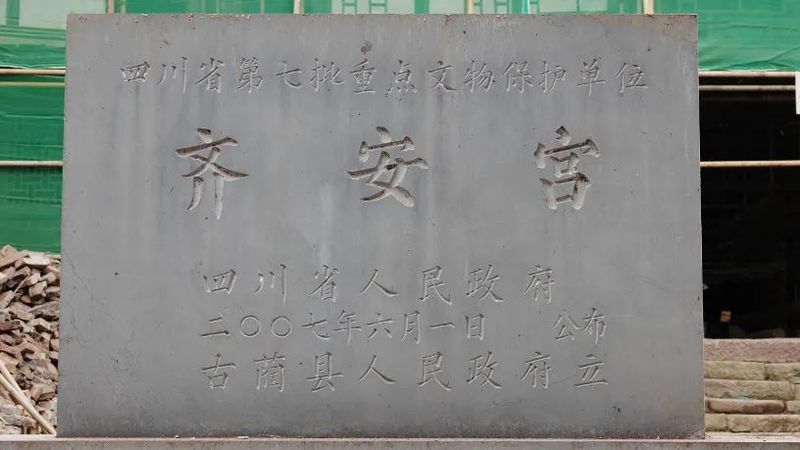 四川省第七批重点文物保护单位
齐安宫
四川省人民政府
二〇〇七年六月一日 公布
古蔺县人民政府立